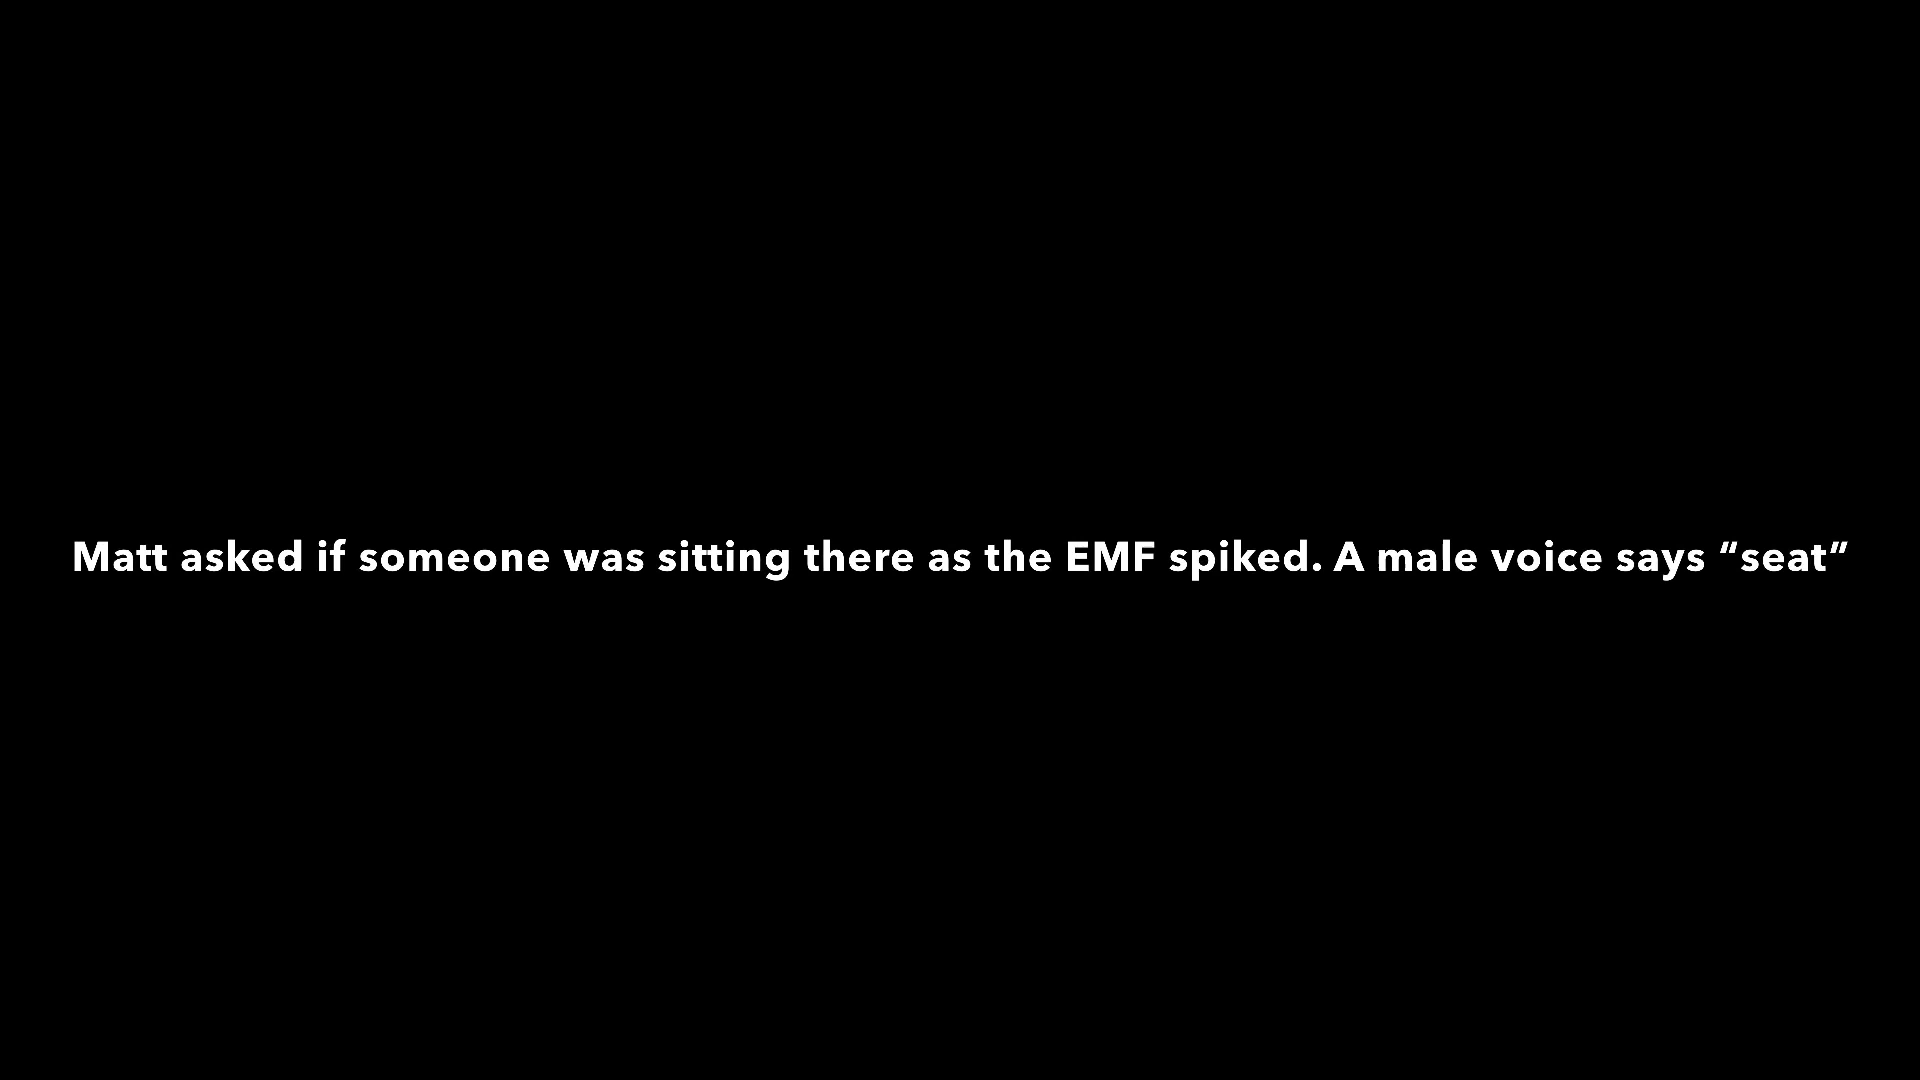 Matt asked if someone was sitting there as the EMF spiked. A male voice says “seat”